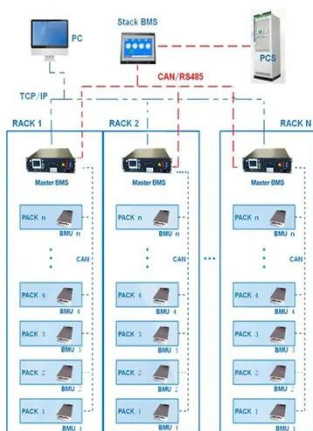 PC
Stack BMS
PCS
CAN/RS485
TCP/IP
RACK 1
RACK 2
RACK N
Master BMS
Master BMS
Master BMS
PACK n
BMU n
PACK n
BMU n
PACK n
BMU n
CAN
CAN
CAN
...
PACK 4
BMU 4
PACK 4
BMU 4
PACK 4
BMU 4
PACK 3
BMU 3
PACK 3
BMU 3
PACK 3
BMU 3
PACK 2
BMU 2
PACK 2
BMU 2
PACK 2
BMU 2
PACK 1
BMU 1
PACK 1
BMU 1
PACK 1
BMU 1